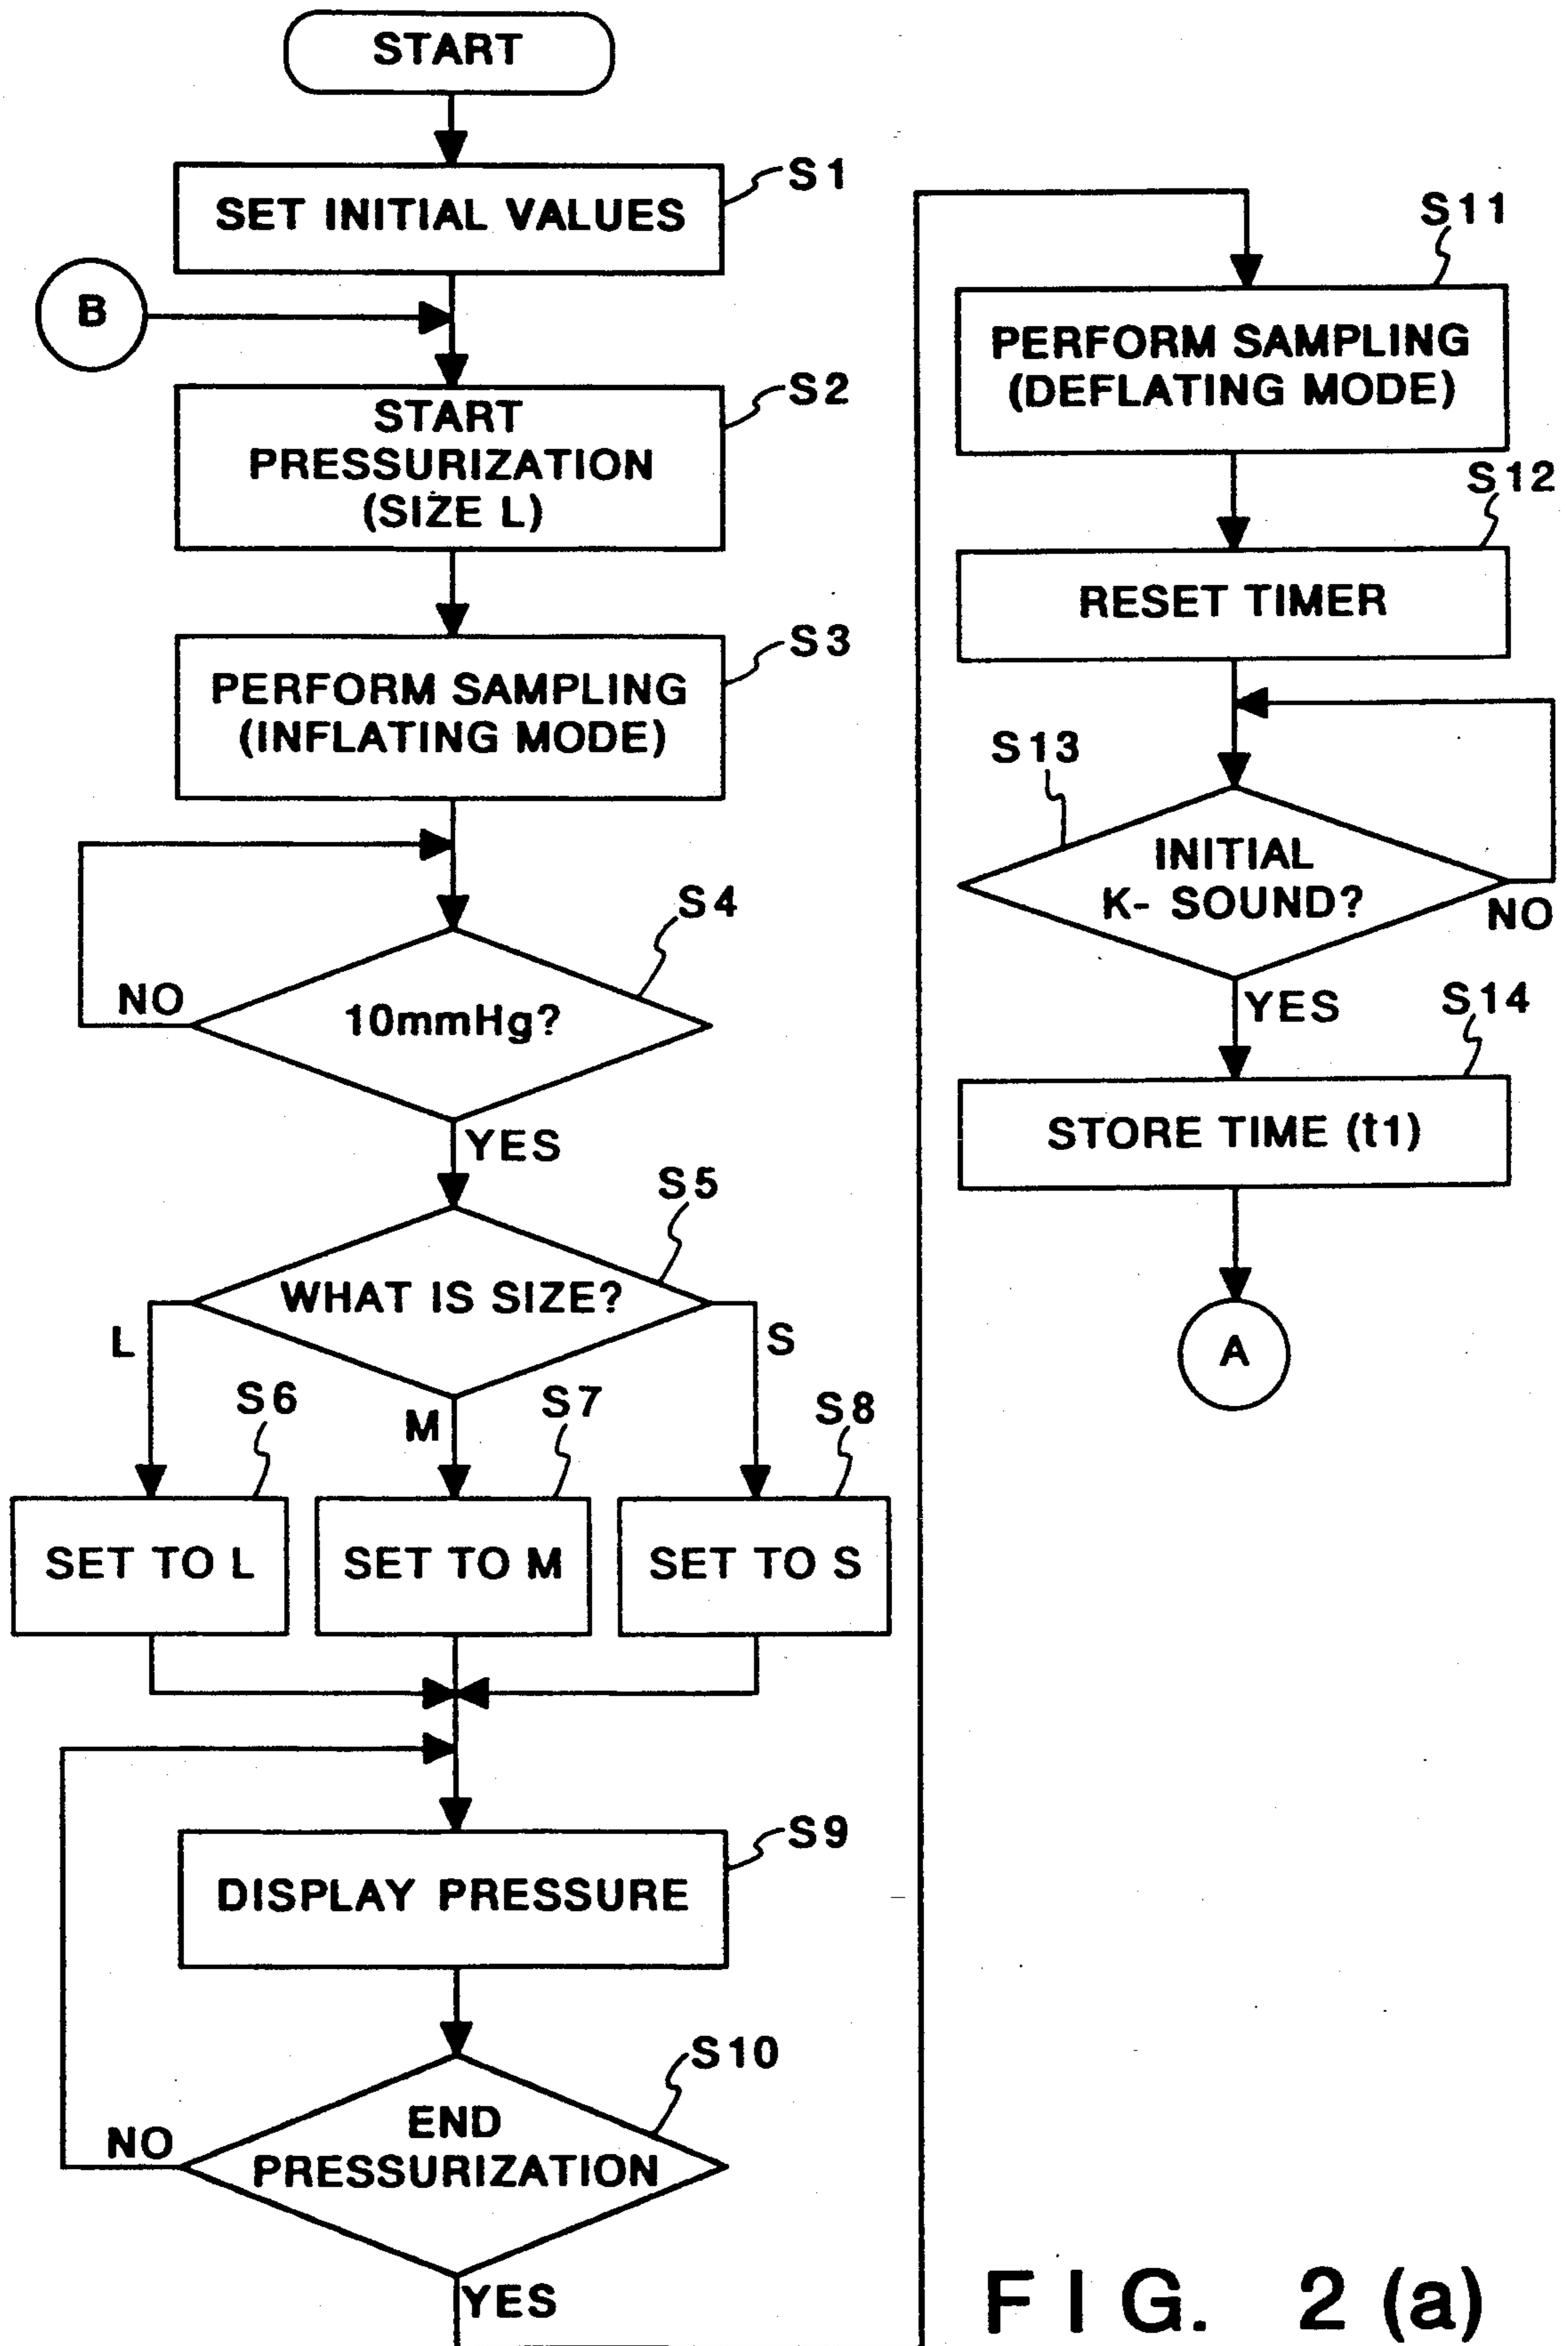 START
S1
SET INITIAL VALUES
B
S2
START
PRESSURIZATION
(SIZE L)
S3
PERFORM SAMPLING
(INFLATING MODE)
S4
NO
10mmHg?
YES
S5
WHAT IS SIZE?
L
S
M
S6
S7
S8
SET TO L
SET TO M
SET TO S
S9
DISPLAY PRESSURE
S10
NO
END
PRESSURIZATION
YES
S11
PERFORM SAMPLING
(DEFLATING MODE)
S12
RESET TIMER
S13
INITIAL
K- SOUND?
NO
YES
S14
STORE TIME (t1)
A
FIG. 2 (a)